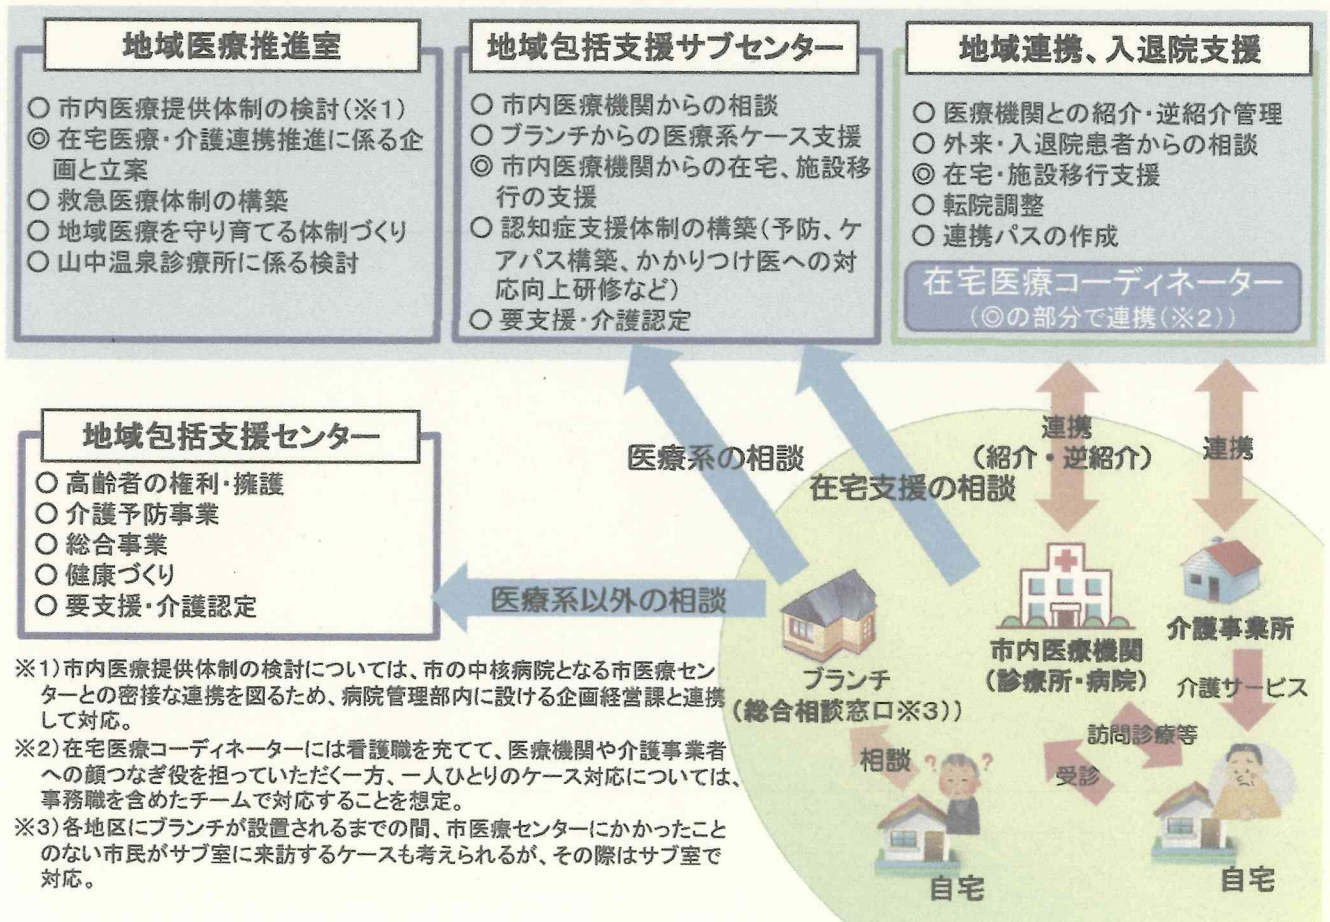 地域医療推進室
○ 市内医療提供体制の検討(※1)
◎ 在宅医療・介護連携推進に係る企
画と立案
○ 救急医療体制の構築
○ 地域医療を守り育てる体制づくり
○ 山中温泉診療所に係る検討
地域包括支援サブセンター
○ 市内医療機関からの相談
○ ブランチからの医療系ケース支援
◎ 市内医療機関からの在宅、施設移
行の支援
○ 認知症支援体制の構築(予防、ケ
アパス構築、かかりつけ医への対
応向上研修など)
○ 要支援・介護認定
地域連携、入退院支援
○ 医療機関との紹介・逆紹介管理
○ 外来・入退院患者からの相談
◎ 在宅・施設移行支援
○ 転院調整
○ 連携パスの作成
在宅医療コーディネーター
(◎の部分で連携(※2))
地域包括支援センター
○ 高齢者の権利・擁護
○ 介護予防事業
○ 総合事業
○ 健康づくり
○ 要支援・介護認定
医療系の相談
在宅支援の相談
連携
(紹介・逆紹介)
連携
医療系以外の相談
ブランチ
(総合相談窓口※3))
市内医療機関
(診療所・病院)
介護事業所
介護サービス
訪問診療等
受診
相談
? ?
自宅
自宅
※1)市内医療提供体制の検討については、市の中核病院となる市医療セン
ターとの密接な連携を図るため、病院管理部内に設ける企画経営課と連携
して対応。
※2)在宅医療コーディネーターには看護職を充てて、医療機関や介護事業者
への顔つなぎ役を担っていただく一方、一人ひとりのケース対応については、
事務職を含めたチームで対応することを想定。
※3)各地区にブランチが設置されるまでの間、市医療センターにかかったこと
のない市民がサブ室に来訪するケースも考えられるが、その際はサブ室で
対応。